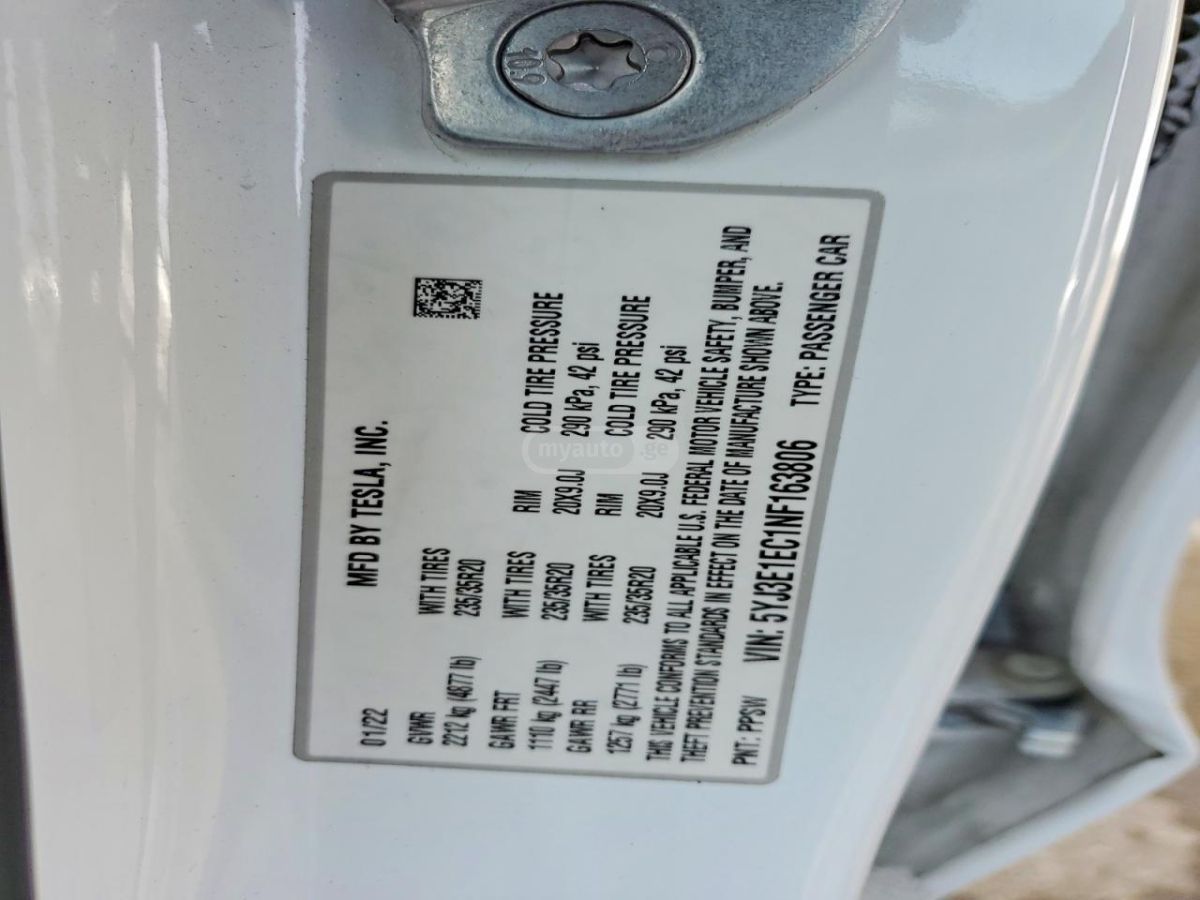 109
MFD BY TESLA, INC.
01/22
GVWR WITH TIRES
2212 kg (4877 lb) 235/35R20
GAWR FRT WITH TIRES RIM COLD TIRE PRESSURE
1110 kg (2447 lb) 235/35R20 20X9.0J 290 kPa, 42 psi
GAWR RR WITH TIRES RIM COLD TIRE PRESSURE
1257 kg (2771 lb) 235/35R20 20X9.0J 290 kPa, 42 psi
THIS VEHICLE CONFORMS TO ALL APPLICABLE U.S. FEDERAL MOTOR VEHICLE SAFETY, BUMPER, AND
THEFT PREVENTION STANDARDS IN EFFECT ON THE DATE OF MANUFACTURE SHOWN ABOVE.
PNT: PPSW VIN: 5YJ3E1EC1NF163806 TYPE: PASSENGER CAR
myauto.ge